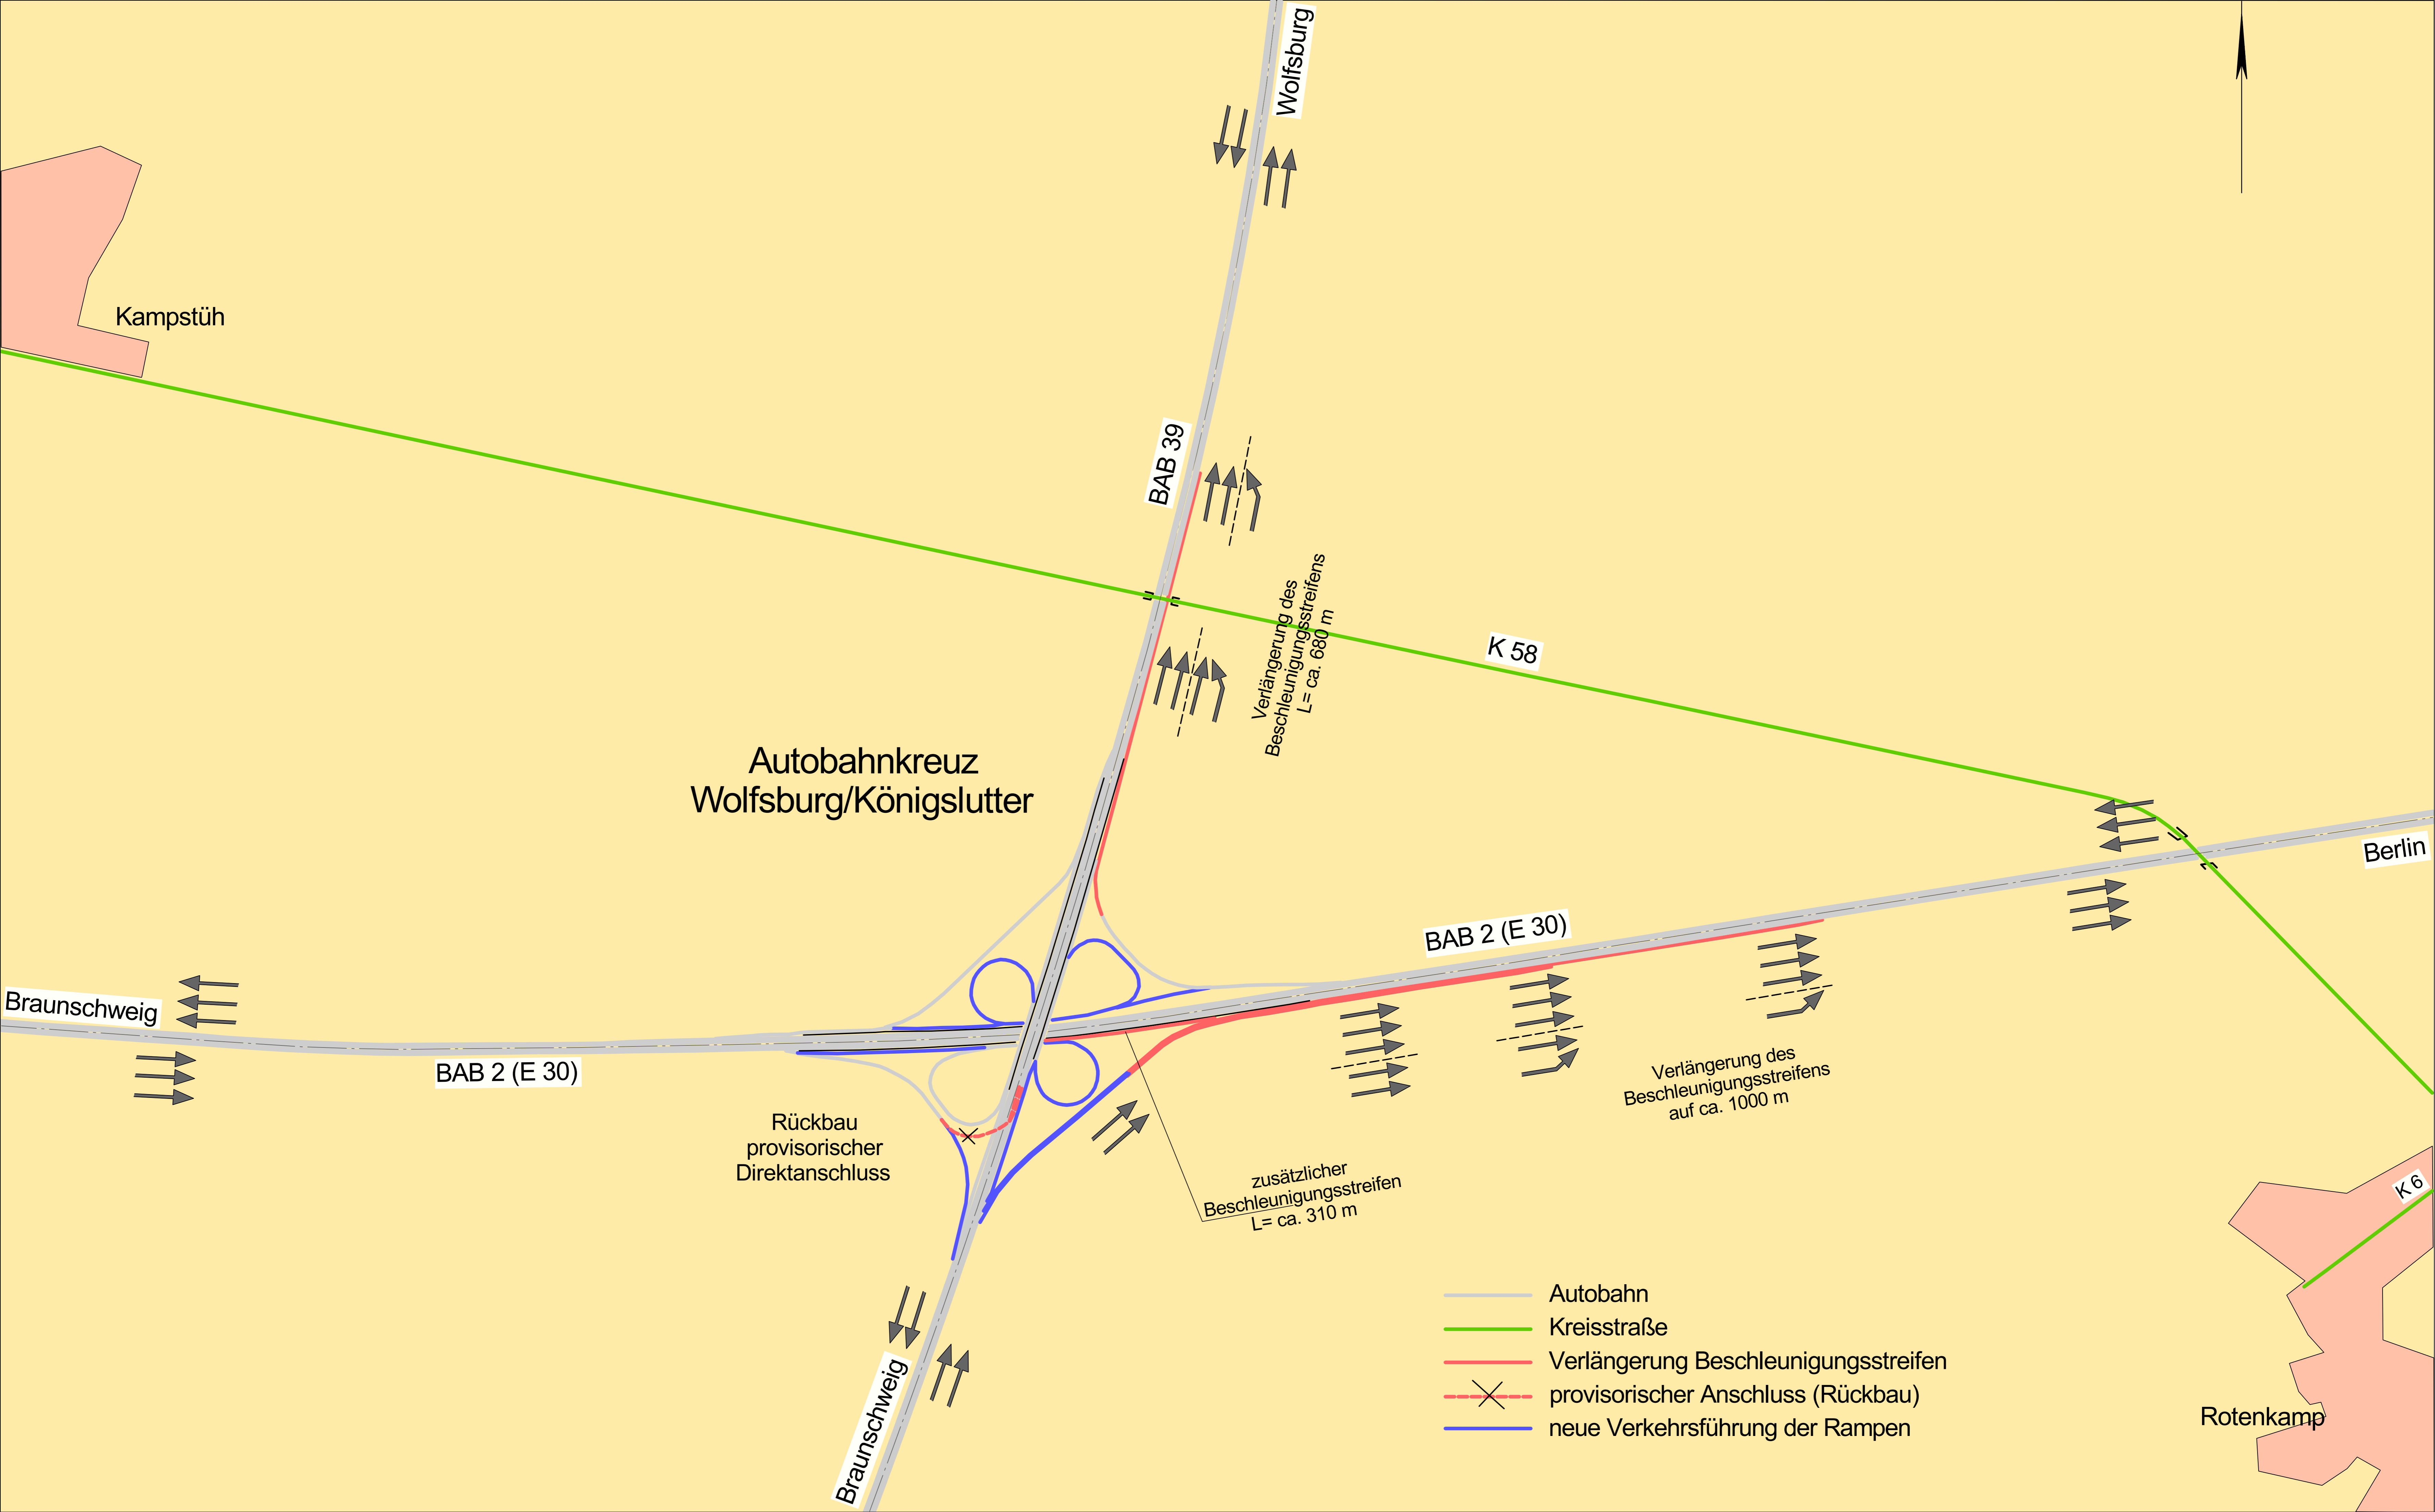 Wolfsburg
Kampstüh
BAB 39
Verlängerung des
Beschleunigungsstreifens
L= ca. 680 m
K 58
Autobahnkreuz
Wolfsburg/Königslutter
Berlin
BAB 2 (E 30)
Braunschweig
BAB 2 (E 30)
Verlängerung des
Beschleunigungsstreifens
auf ca. 1000 m
Rückbau
provisorischer
Direktanschluss
zusätzlicher
Beschleunigungsstreifen
L= ca. 310 m
K 6
Autobahn
Kreisstraße
Verlängerung Beschleunigungsstreifen
provisorischer Anschluss (Rückbau)
neue Verkehrsführung der Rampen
Braunschweig
Rotenkamp